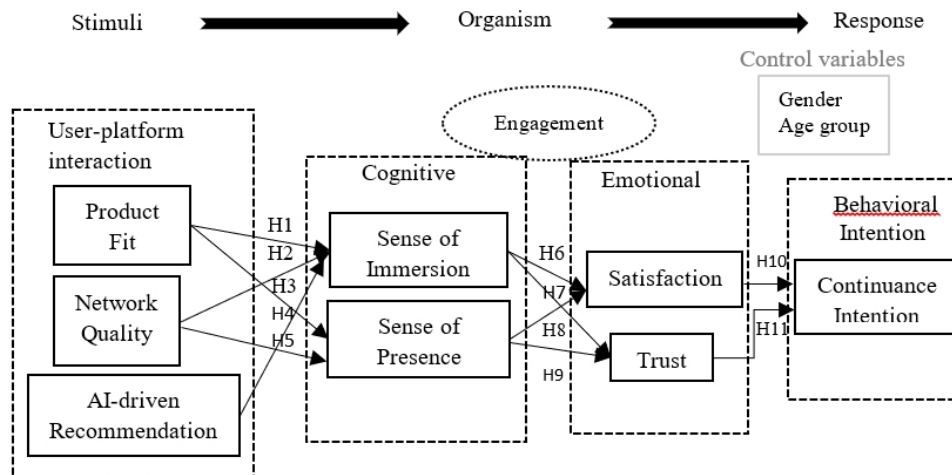 Stimuli
Organism
Response
Control variables
Gender
Age group
Engagement
User-platform
interaction
Cognitive
Emotional
Behavioral
Intention
Product
Fit
Network
Quality
AI-driven
Recommendation
H1
H2
H3
H4
H5
Sense of
Immersion
Sense of
Presence
H6
H7
H8
H9
Satisfaction
Trust
H10
H11
Continuance
Intention